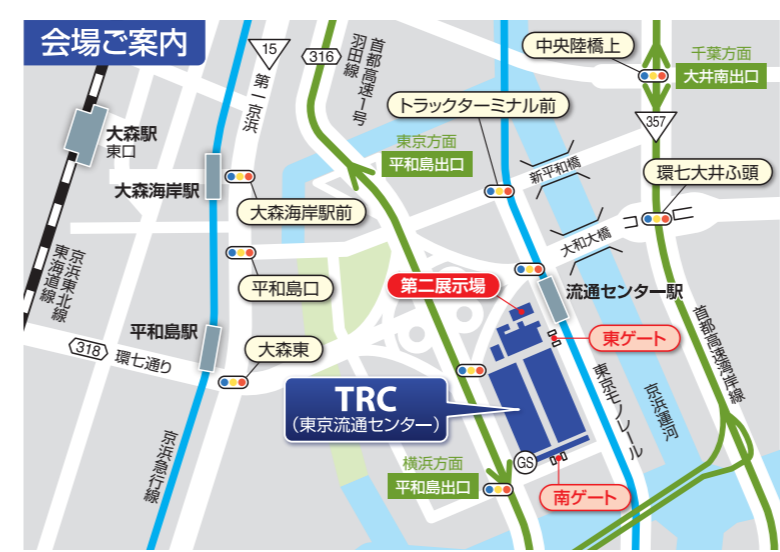 会場ご案内
15
第一京浜
316
首都高速1号
羽田線
中央陸橋上
千葉方面
大井南出口
357
トラックターミナル前
大森駅
東口
東京方面
平和島出口
新平和橋
環七大井ふ頭
大森海岸駅
大森海岸駅前
大和大橋
京浜東北線
東海道線
平和島口
第二展示場
流通センター駅
平和島駅
大森東
東ゲート
318
環七通り
首都高速湾岸線
TRC
(東京流通センター)
東京モノレール
京浜運河
京浜急行線
横浜方面
平和島出口
GS
南ゲート